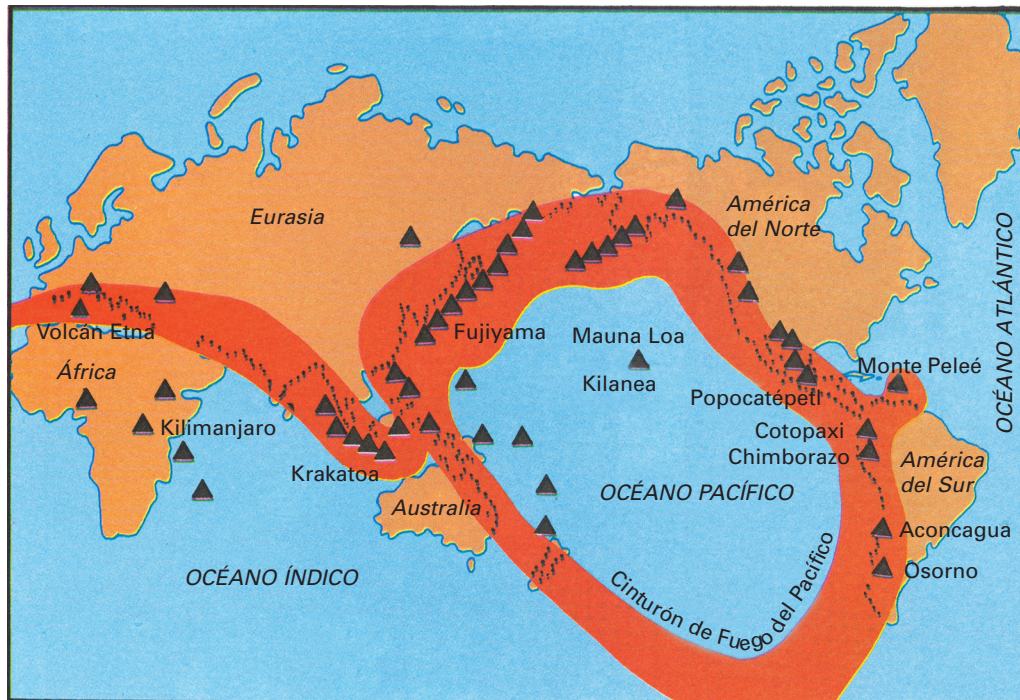 Eurasia
América
del Norte
OCÉANO ATLÁNTICO
Volcán Etna
Fujiyama
Mauna Loa
África
Kilanea
Monte Peleé
Popocatépetl
Kilimanjaro
Cotopaxi
Krakatoa
Chimborazo
América
del Sur
Australia
OCÉANO PACÍFICO
Aconcagua
OCÉANO ÍNDICO
Osorno
Cinturón de Fuego del Pacífico